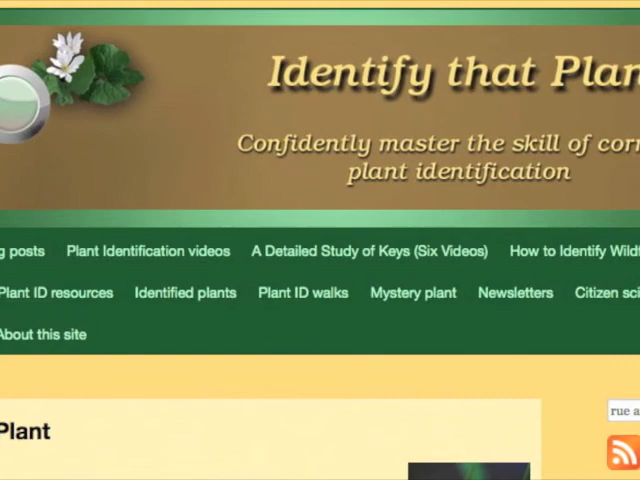 Identify that Plan
Confidently master the skill of corr
plant identification
g posts Plant Identification videos A Detailed Study of Keys (Six Videos) How to Identify Wildf
Plant ID resources Identified plants Plant ID walks Mystery plant Newsletters Citizen sci
About this site
rue a
Plant